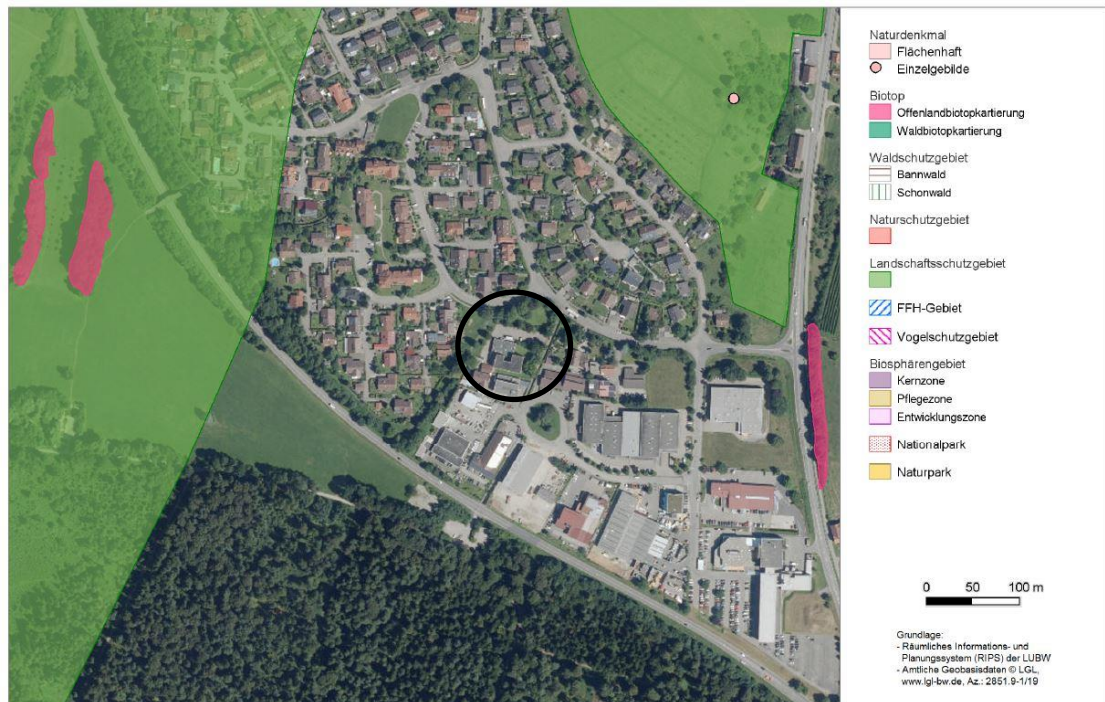 Naturdenkmal
Flächenhaft
Einzelgebilde
Biotop
Offenlandbiotopkartierung
Waldbiotopkartierung
Waldschutzgebiet
Bannwald
Schonwald
Naturschutzgebiet
Landschaftsschutzgebiet
FFH-Gebiet
Vogelschutzgebiet
Biosphärengebiet
Kernzone
Pflegezone
Entwicklungszone
Nationalpark
Naturpark
0 50 100 m
Grundlage:
- Räumliches Informations- und
Planungssystem (RIPS) der LUBW
- Amtliche Geobasisdaten © LGL,
www.lgl-bw.de, Az.: 2851.9-1/19